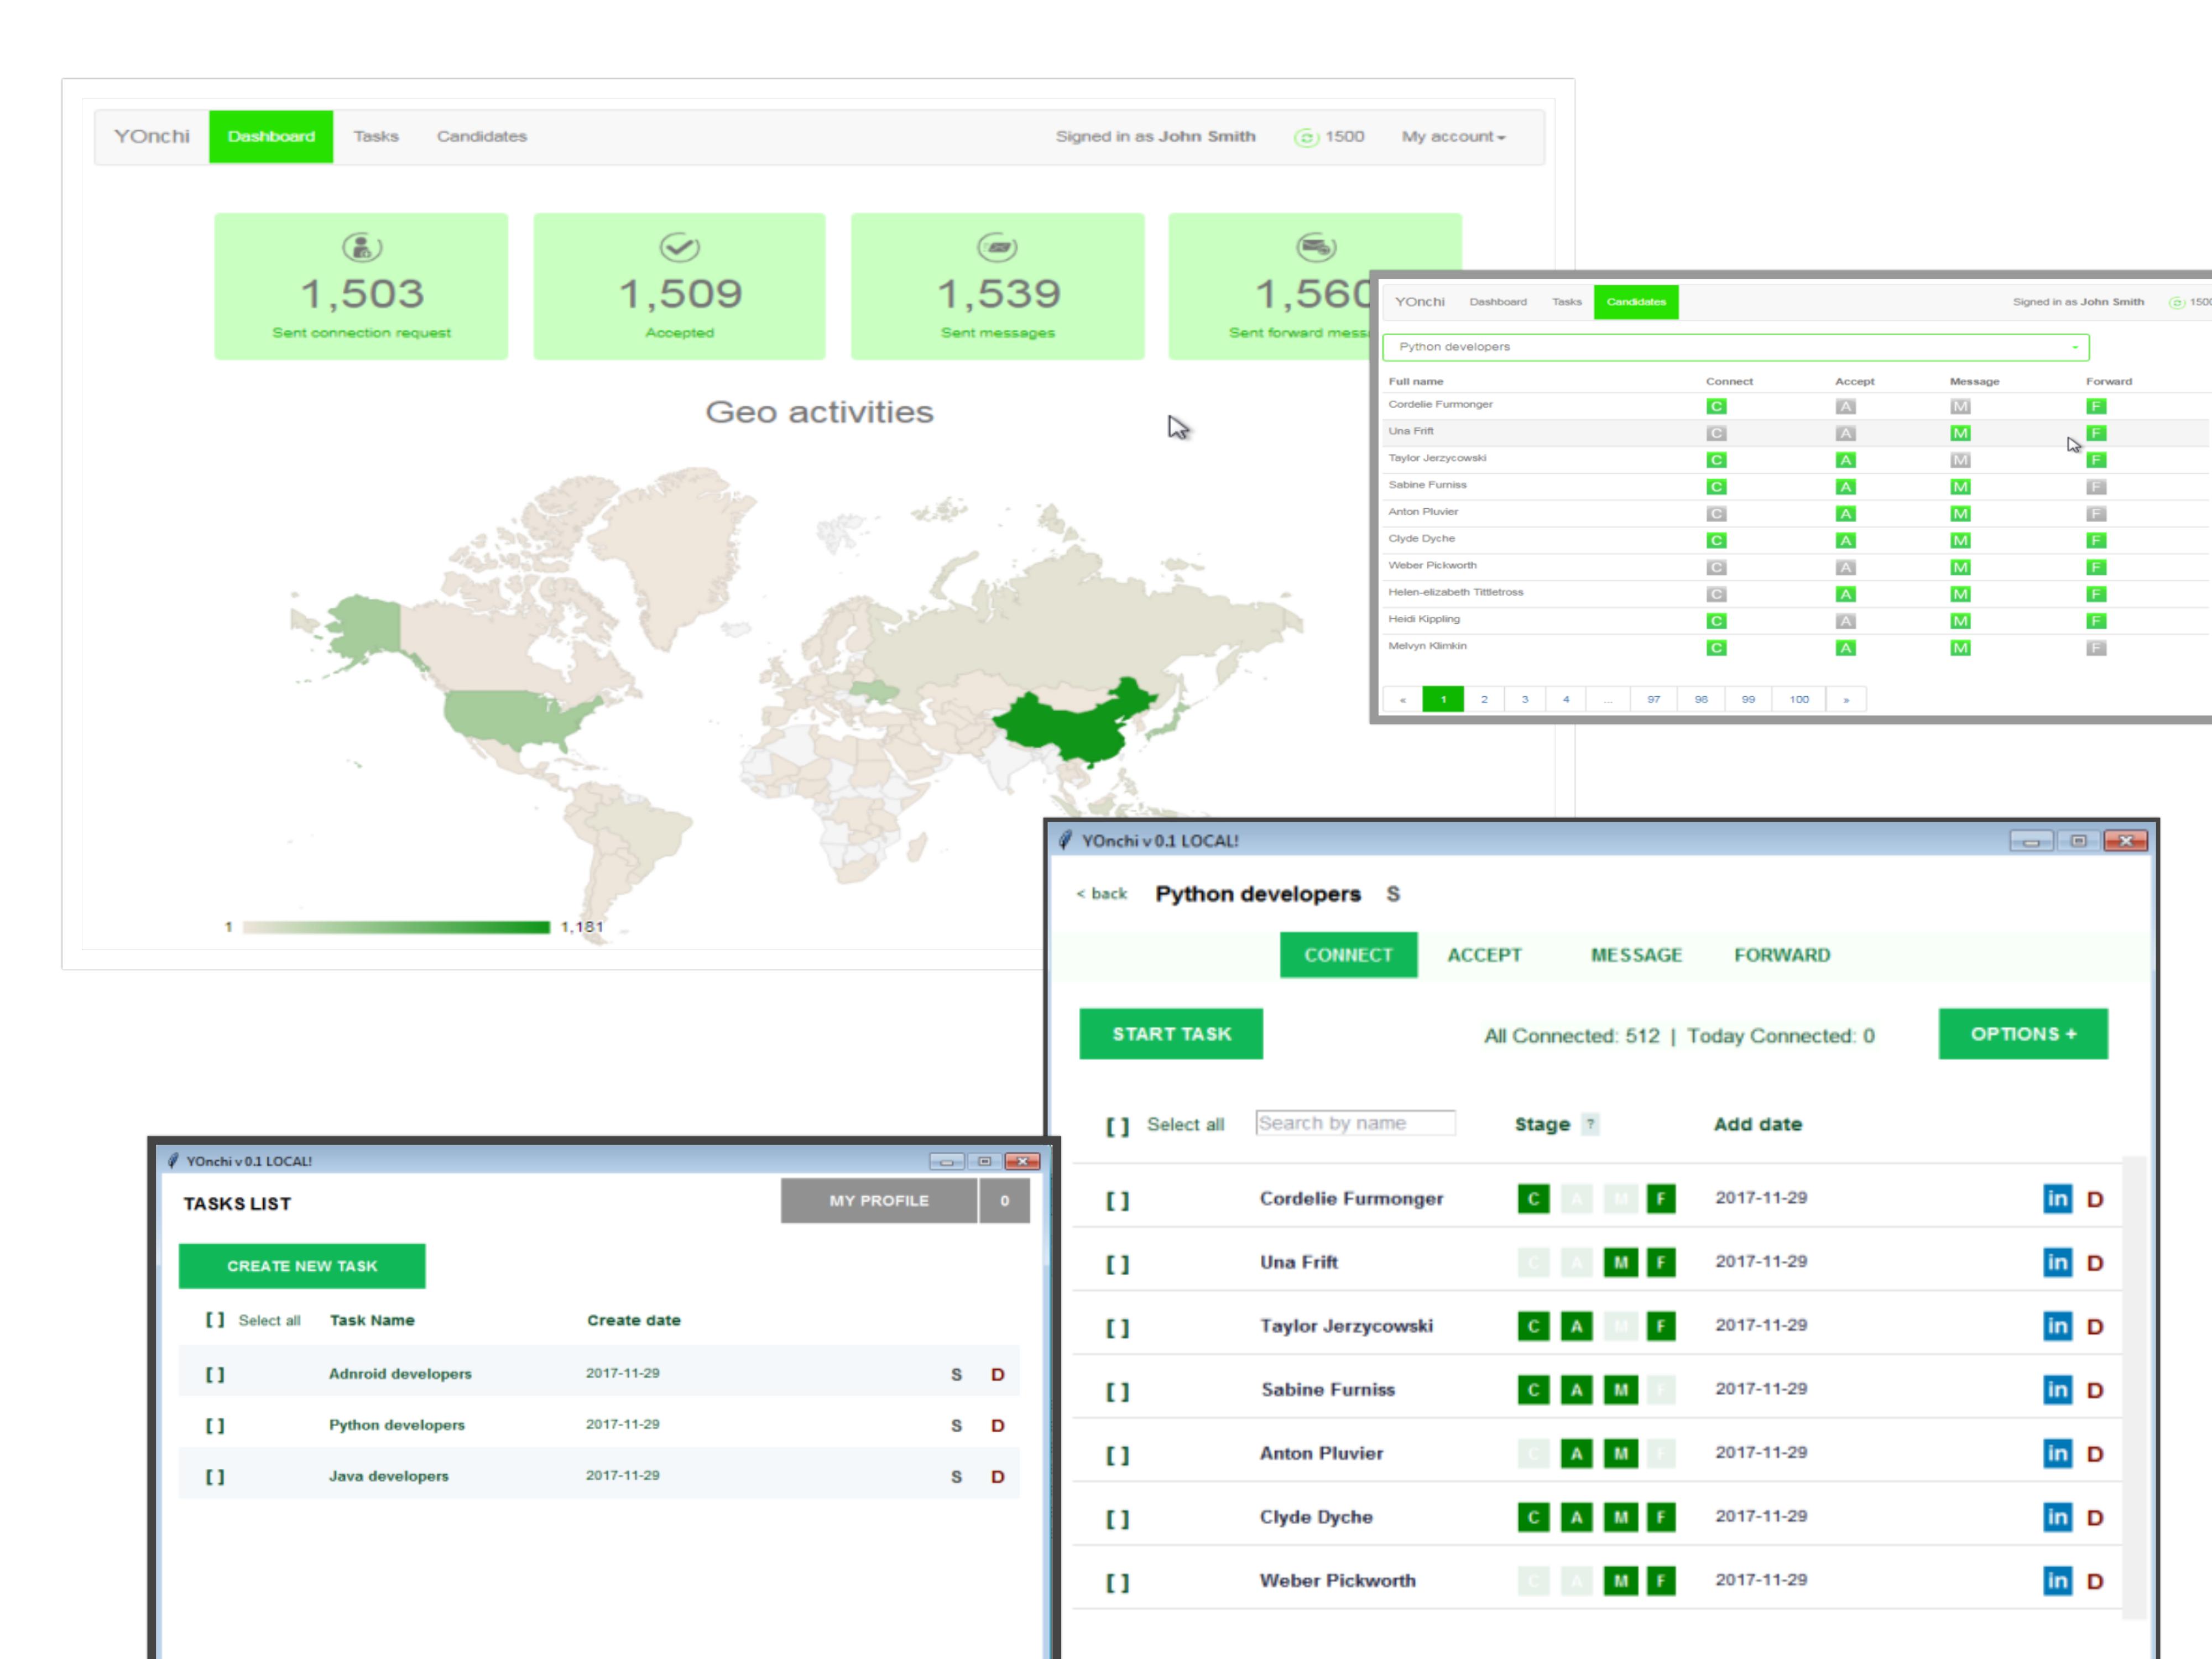 YOnchi Dashboard Tasks Candidates Signed in as John Smith 1500 My account
1,503 1,509 1,539 1,560
Sent connection request Accepted Sent messages Sent forward
Geo activities
1 1,181
YOnchi Dashboard Tasks Candidates Signed in as John Smith 1500
Python developers
Full name Connect Accept Message Forward
Cordelie Furmonger C A M F
Una Frift C A M F
Taylor Jerzycowski C A M F
Sabine Furniss C A M F
Anton Pluvier C A M F
Clyde Dyche C A M F
Weber Pickworth C A M F
Helen-elizabeth Tittletross C A M F
Heidi Kippling C A M F
Melvyn Klimkin C A M F
« 1 2 3 4 ... 97 98 99 100 »
YOnchi v 0.1 LOCAL!
< back Python developers S
CONNECT ACCEPT MESSAGE FORWARD
START TASK All Connected: 512 | Today Connected: 0 OPTIONS +
[ ] Select all Search by name Stage ? Add date
[ ] Cordelie Furmonger C A M F 2017-11-29 in D
[ ] Una Frift C A M F 2017-11-29 in D
[ ] Taylor Jerzycowski C A M F 2017-11-29 in D
[ ] Sabine Furniss C A M F 2017-11-29 in D
[ ] Anton Pluvier C A M F 2017-11-29 in D
[ ] Clyde Dyche C A M F 2017-11-29 in D
[ ] Weber Pickworth C A M F 2017-11-29 in D
YOnchi v 0.1 LOCAL!
TASKS LIST MY PROFILE 0
CREATE NEW TASK
[ ] Select all Task Name Create date
[ ] Adnroid developers 2017-11-29 S D
[ ] Python developers 2017-11-29 S D
[ ] Java developers 2017-11-29 S D